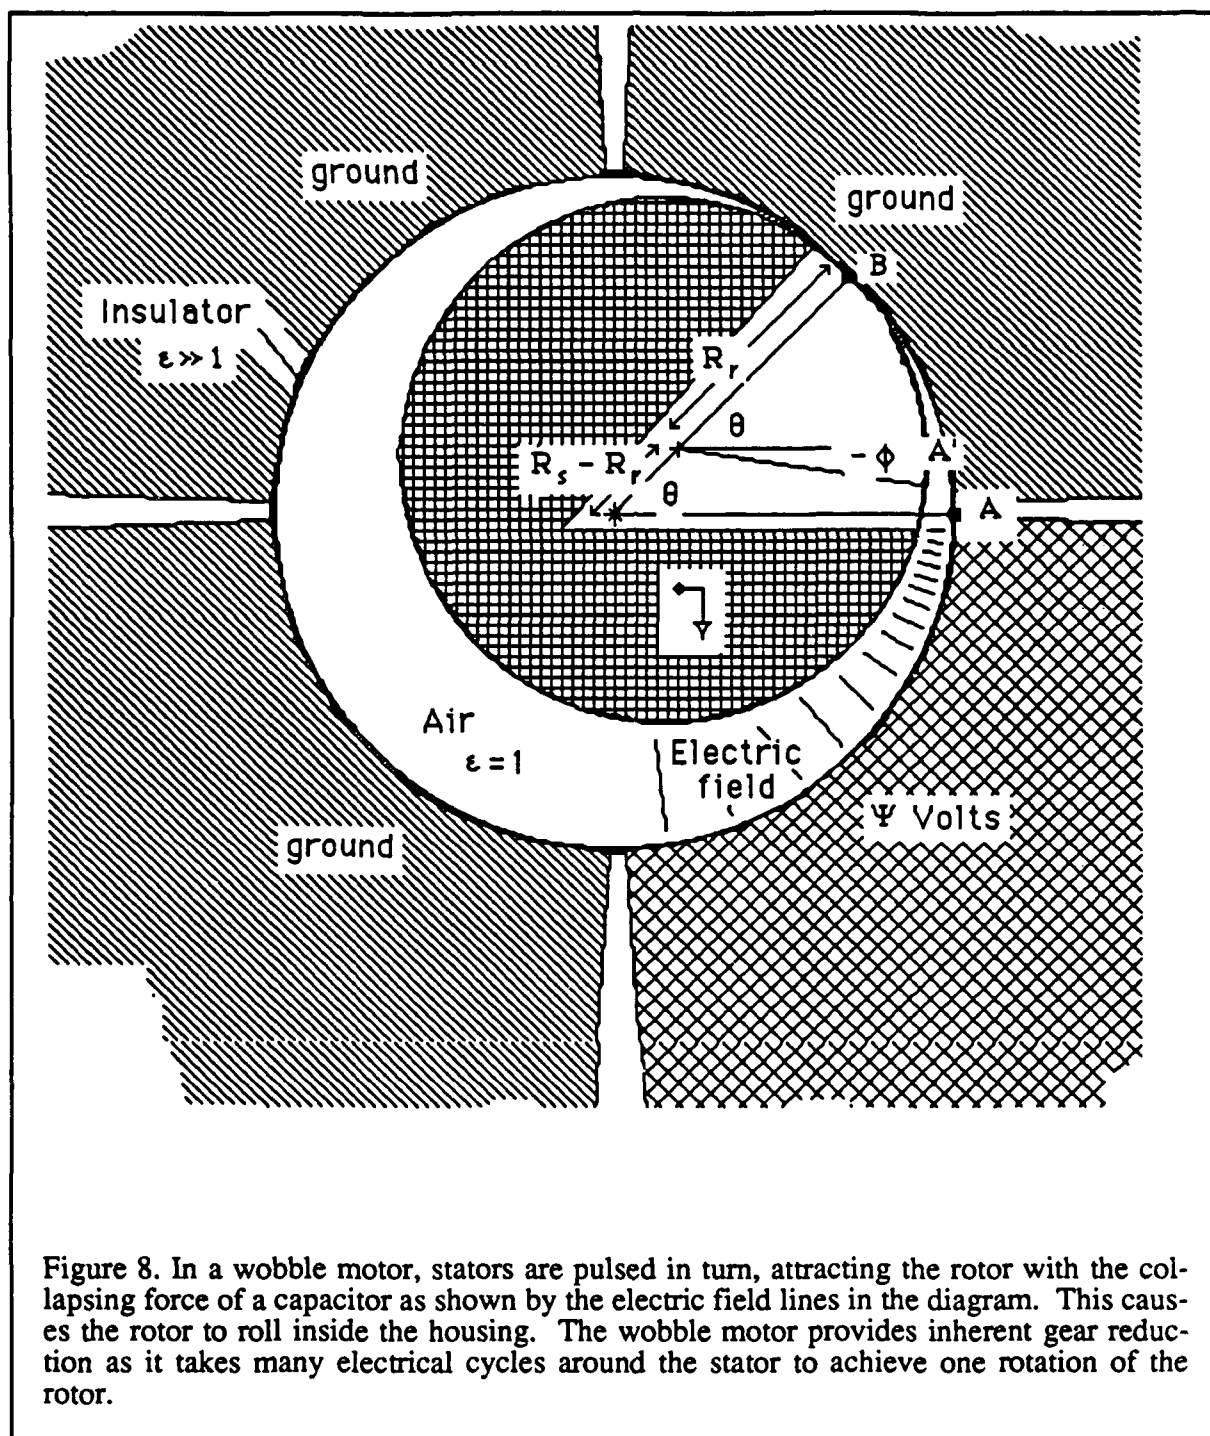 ground
ground
B
Insulator
ε≫1
R_r
θ
- ϕ
A'
R_s - R_r
θ
A
Air
ε=1
Electric
field
Ψ Volts
ground
Figure 8. In a wobble motor, stators are pulsed in turn, attracting the rotor with the col-
lapsing force of a capacitor as shown by the electric field lines in the diagram. This caus-
es the rotor to roll inside the housing. The wobble motor provides inherent gear reduc-
tion as it takes many electrical cycles around the stator to achieve one rotation of the
rotor.